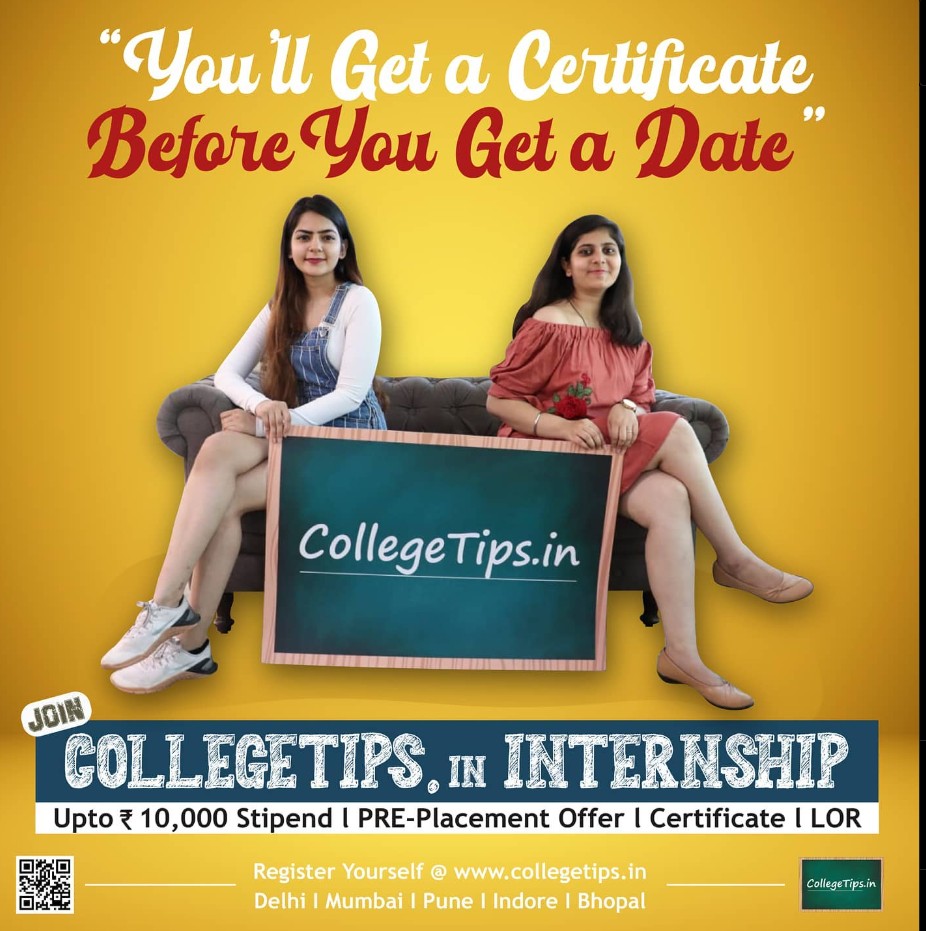 “You'll Get a Certificate
Before You Get a Date”
CollegeTips.in
JOIN
COLLEGETIPS.IN INTERNSHIP
Upto ₹ 10,000 Stipend l PRE-Placement Offer l Certificate l LOR
Register Yourself @ www.collegetips.in
Delhi l Mumbai l Pune l Indore l Bhopal
CollegeTips.in